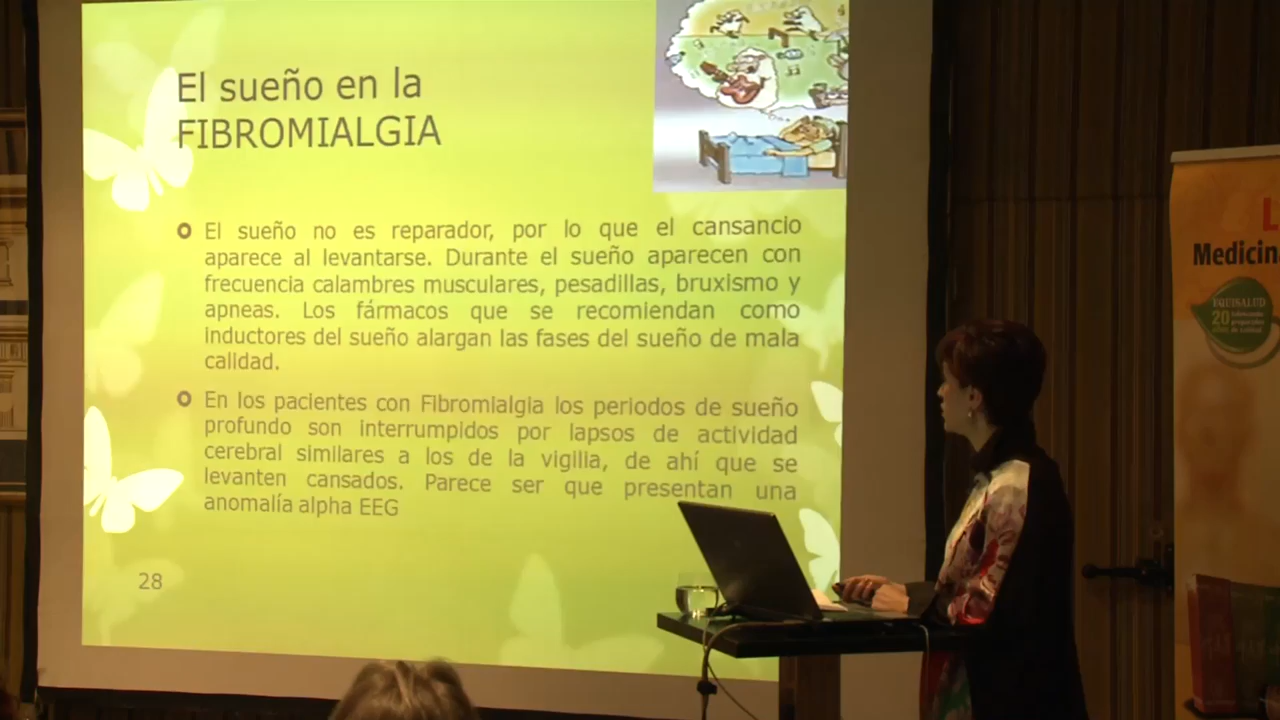 El sueño en la
FIBROMIALGIA
El sueño no es reparador, por lo que el cansancio
aparece al levantarse. Durante el sueño aparecen con
frecuencia calambres musculares, pesadillas, bruxismo y
apneas. Los fármacos que se recomiendan como
inductores del sueño alargan las fases del sueño de mala
calidad.
En los pacientes con Fibromialgia los periodos de sueño
profundo son interrumpidos por lapsos de actividad
cerebral similares a los de la vigilia, de ahí que se
levanten cansados. Parece ser que presentan una
anomalía alpha EEG
28
L
Medicin
EQUISALUD
20